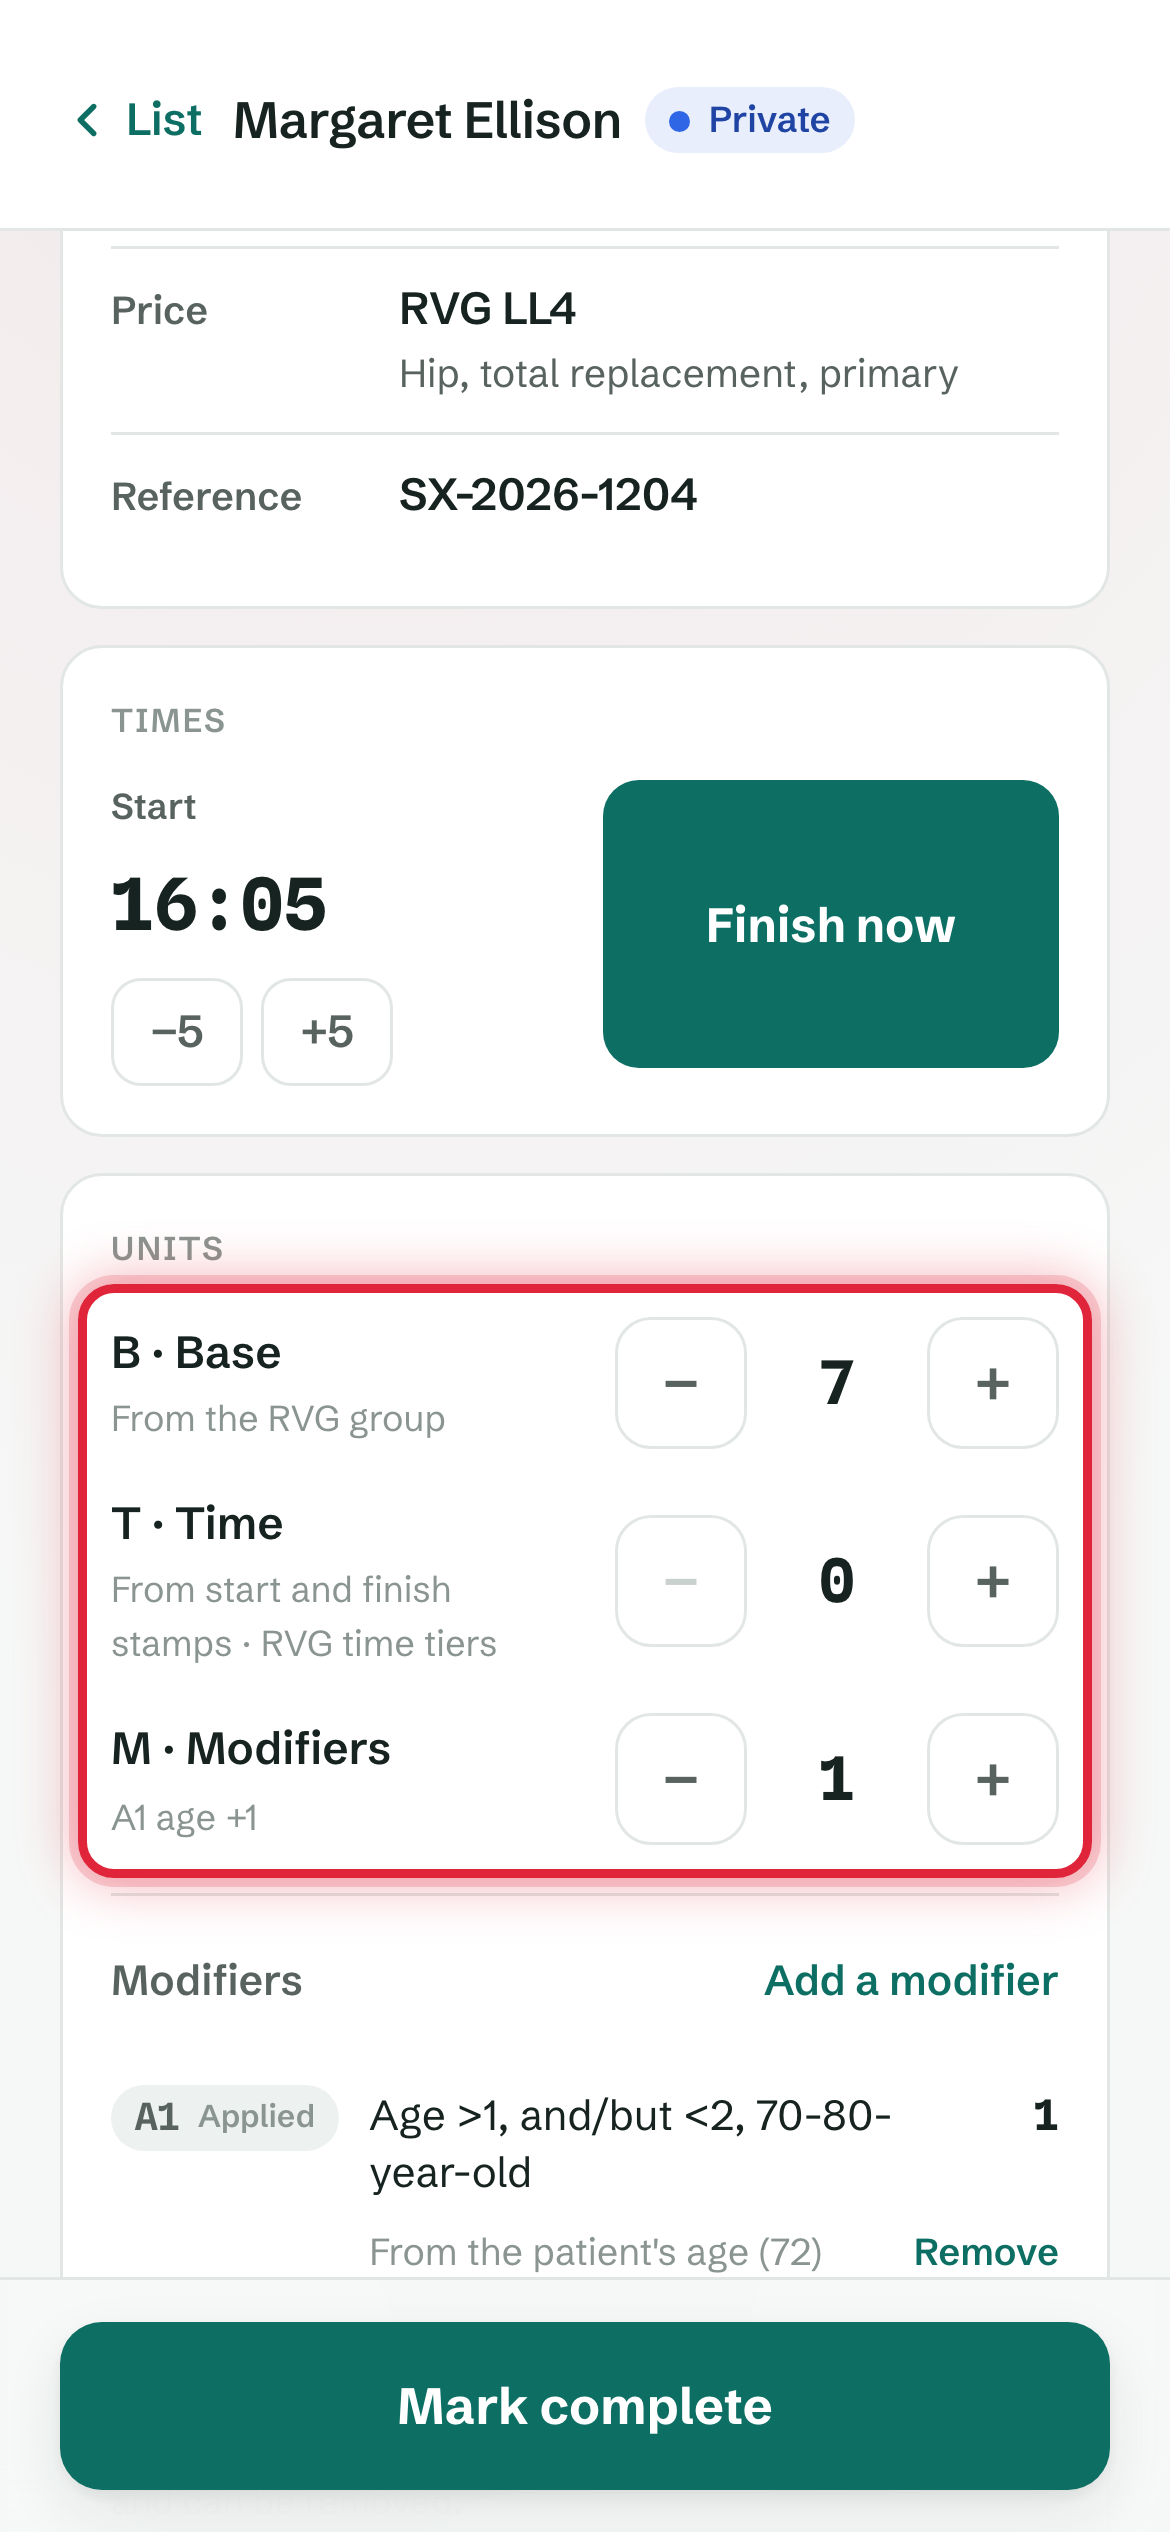 List Margaret Ellison Private
Price RVG LL4
Hip, total replacement, primary
Reference SX-2026-1204
TIMES
Start
16:05
Finish now
−5 +5
UNITS
B · Base
From the RVG group
− 7 +
T · Time
From start and finish
stamps · RVG time tiers
− 0 +
M · Modifiers
A1 age +1
− 1 +
Modifiers Add a modifier
A1 Applied Age >1, and/but <2, 70-80- 1
year-old
From the patient's age (72) Remove
Mark complete